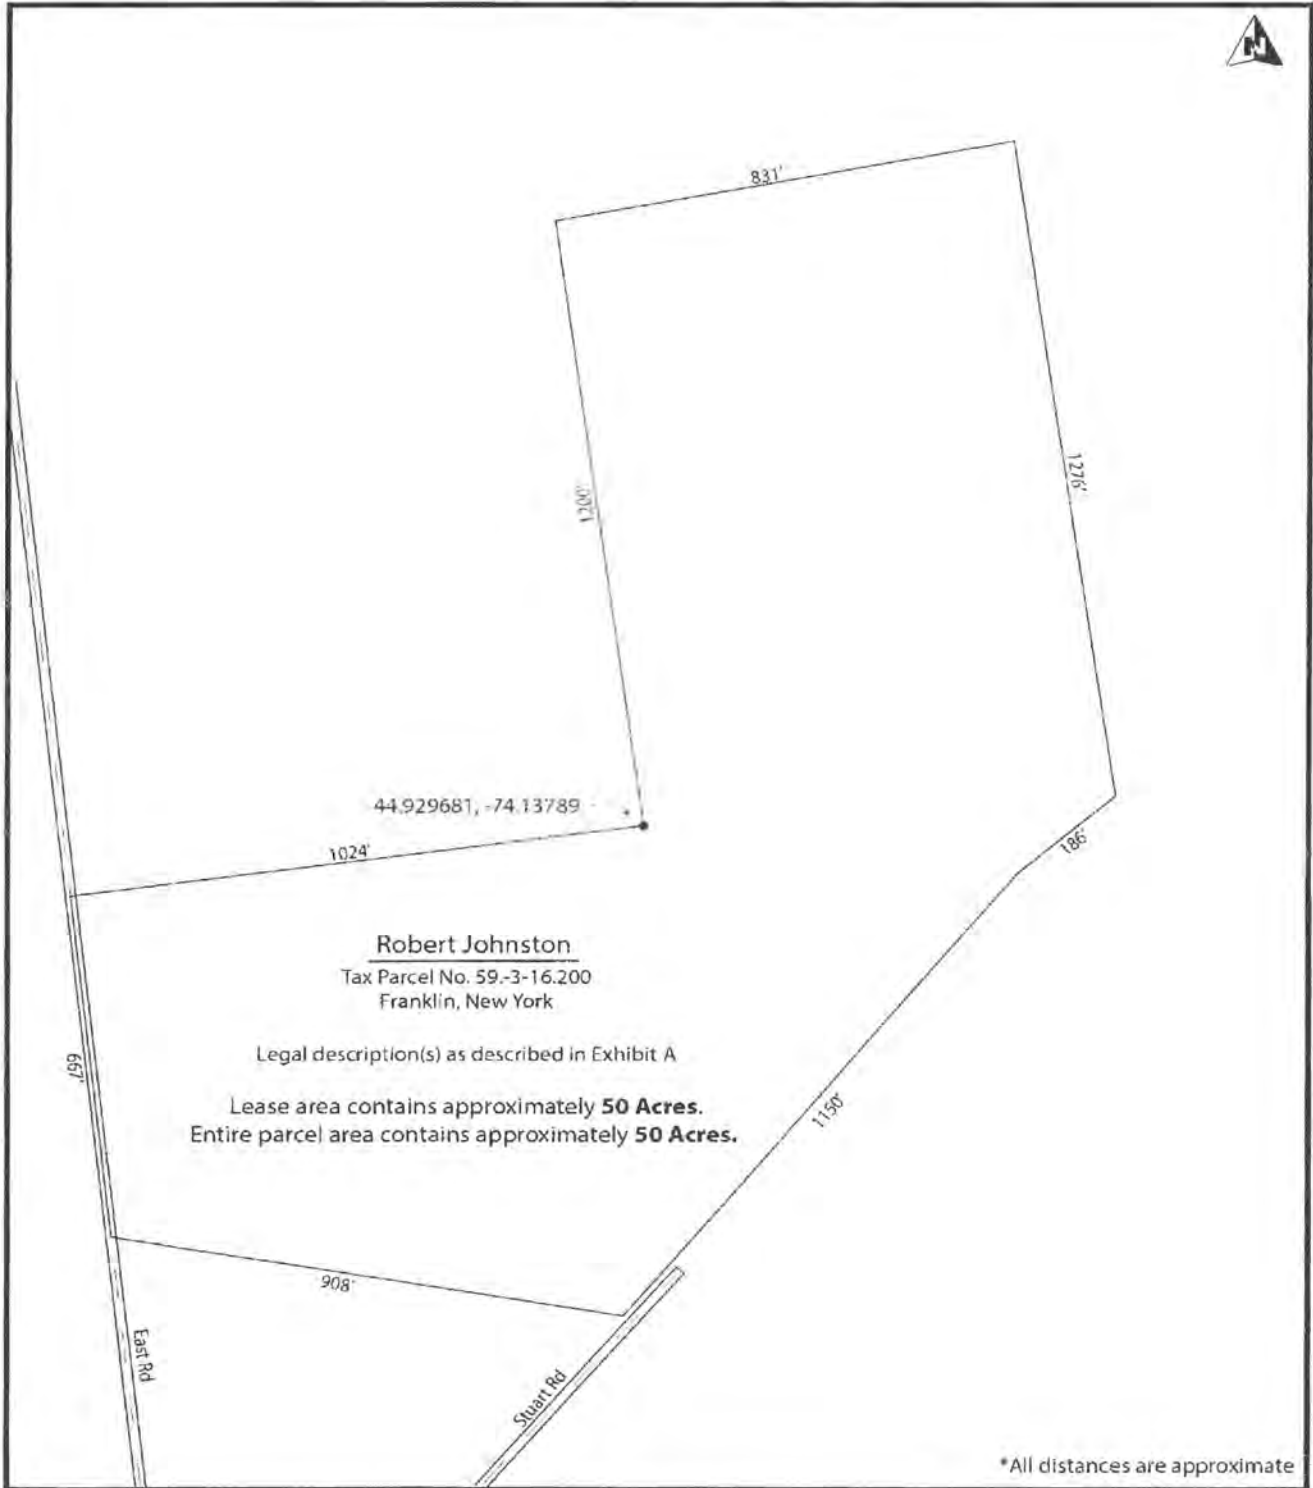 N
831'
1200'
1276'
44.929681, -74.13789
1024'
186'
Robert Johnston
Tax Parcel No. 59.-3-16.200
Franklin, New York
Legal description(s) as described in Exhibit A
Lease area contains approximately 50 Acres.
Entire parcel area contains approximately 50 Acres.
667'
1150'
908'
East Rd
Stuart Rd
*All distances are approximate